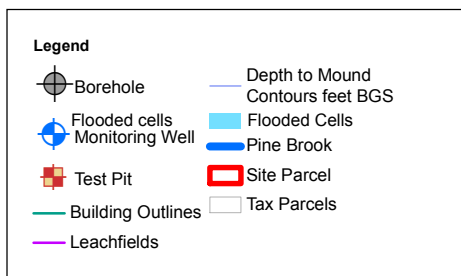 Legend
Borehole
Flooded cells
Monitoring Well
Test Pit
Building Outlines
Leachfields
Depth to Mound
Contours feet BGS
Flooded Cells
Pine Brook
Site Parcel
Tax Parcels